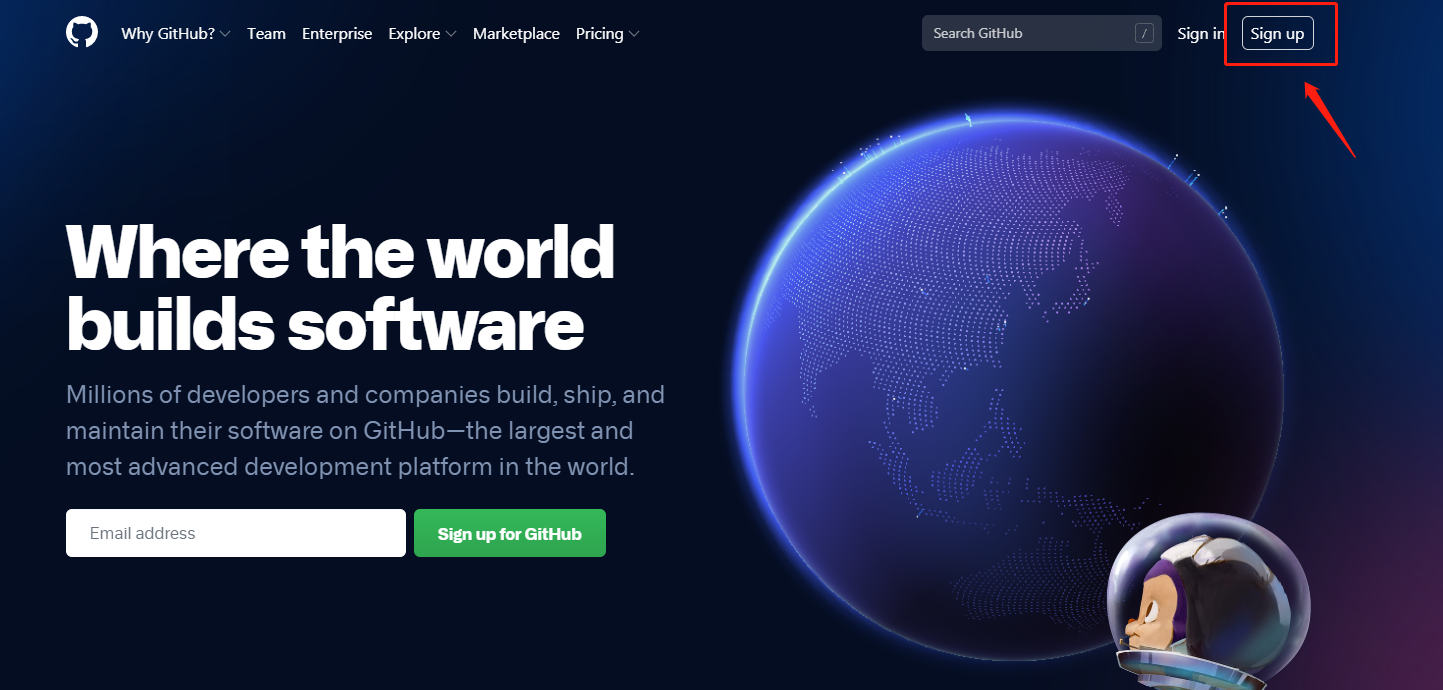 Why GitHub? Team Enterprise Explore Marketplace Pricing Search GitHub / Sign in Sign up
Where the world
builds software
Millions of developers and companies build, ship, and
maintain their software on GitHub—the largest and
most advanced development platform in the world.
Email address Sign up for GitHub